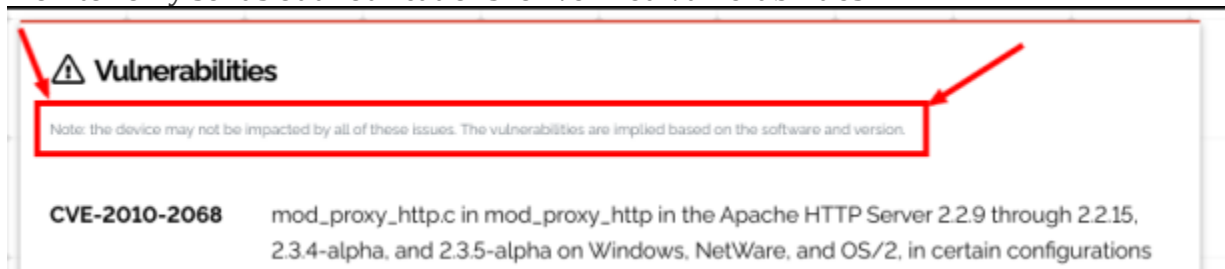 Vulnerabilities
Note: the device may not be impacted by all of these issues. The vulnerabilities are implied based on the software and version.
CVE-2010-2068 mod_proxy_http.c in mod_proxy_http in the Apache HTTP Server 2.2.9 through 2.2.15,
2.3.4-alpha, and 2.3.5-alpha on Windows, NetWare, and OS/2, in certain configurations